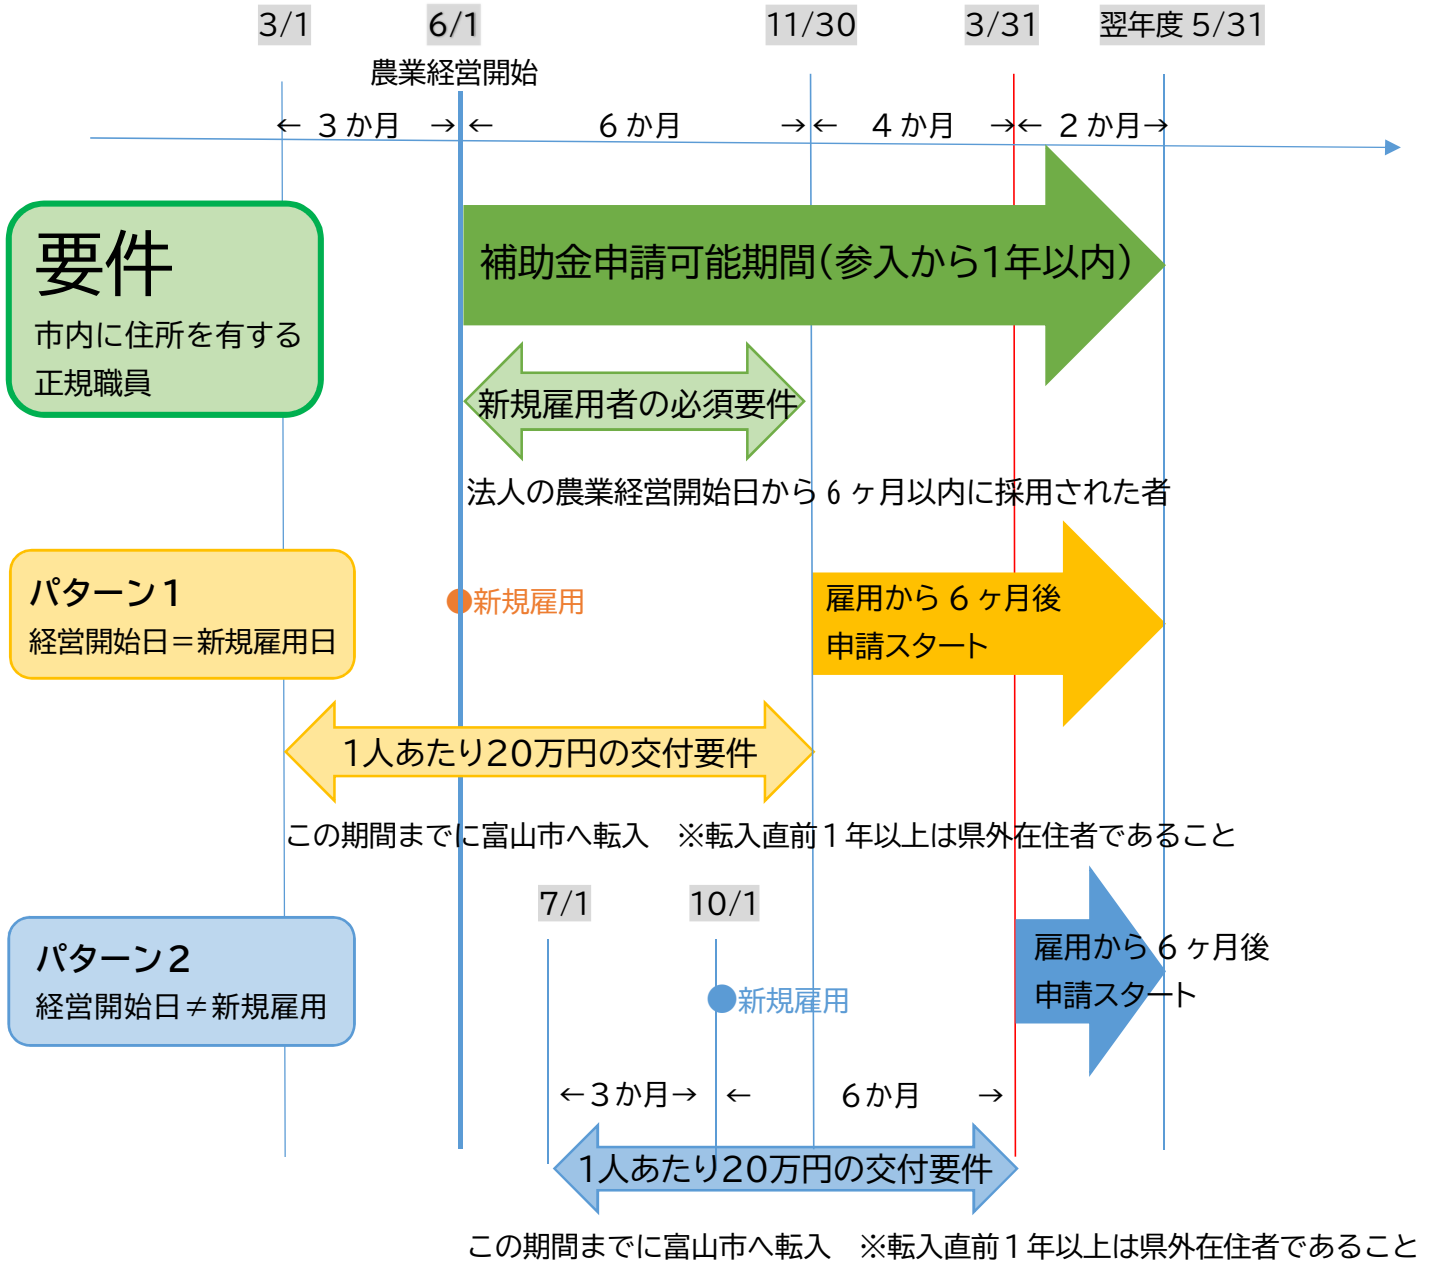 3/1
6/1
11/30
3/31
翌年度 5/31
農業経営開始
← 3か月 →
← 6か月 →
← 4か月 →
← 2か月→
要件
市内に住所を有する
正規職員
補助金申請可能期間(参入から1年以内)
新規雇用者の必須要件
法人の農業経営開始日から6ヶ月以内に採用された者
パターン1
経営開始日＝新規雇用日
新規雇用
雇用から6ヶ月後
申請スタート
1人あたり20万円の交付要件
この期間までに富山市へ転入　※転入直前1年以上は県外在住者であること
7/1
10/1
パターン2
経営開始日≠新規雇用
新規雇用
雇用から6ヶ月後
申請スタート
←3か月→
← 6か月 →
1人あたり20万円の交付要件
この期間までに富山市へ転入　※転入直前1年以上は県外在住者であること